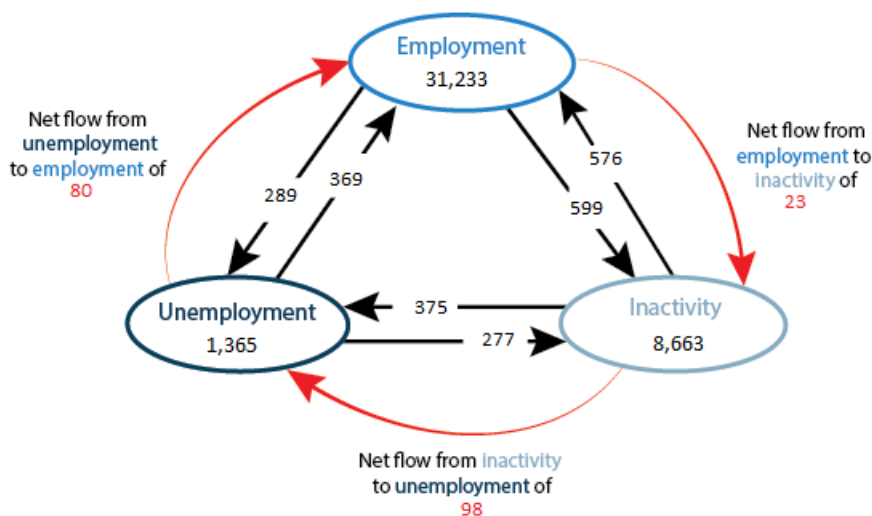 Employment
31,233
Net flow from
unemployment
to employment of
80
289
369
599
576
Net flow from
employment to
inactivity of
23
Unemployment
1,365
375
277
Inactivity
8,663
Net flow from inactivity
to unemployment of
98